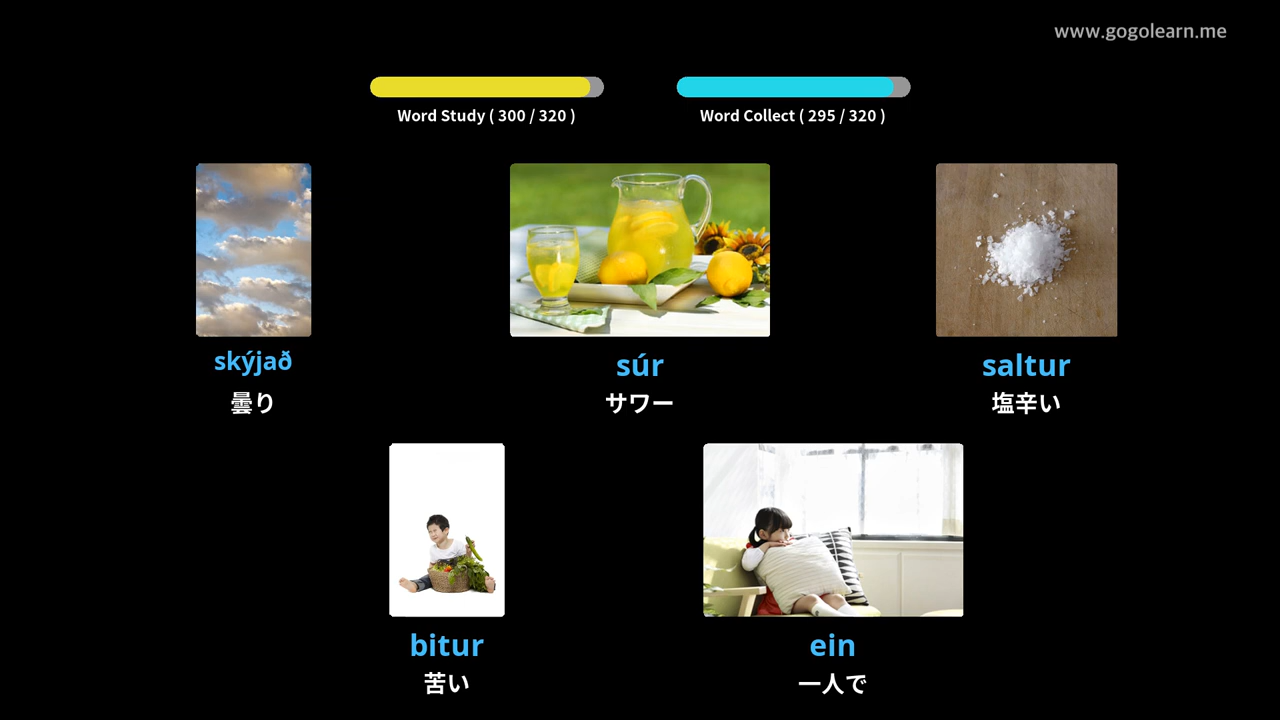 www.gogolearn.me
Word Study ( 300 / 320 )
Word Collect ( 295 / 320 )
skýjað
曇り
súr
サワー
saltur
塩辛い
bitur
苦い
ein
一人で